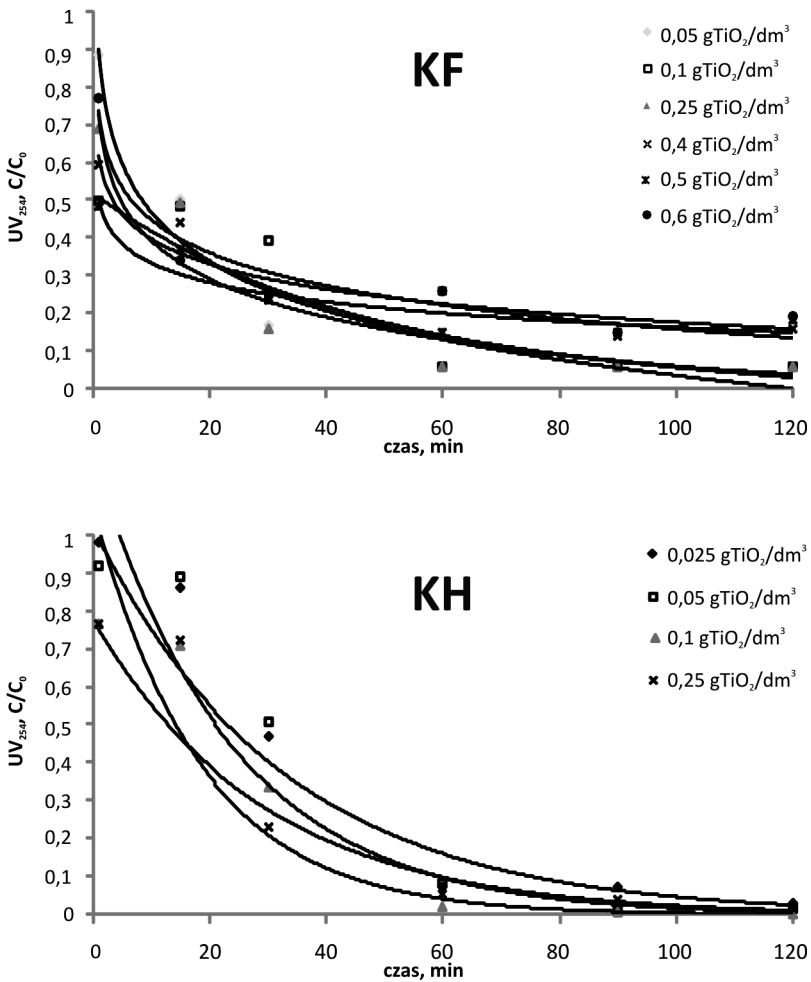 KF
0,05 gTiO₂/dm³
0,1 gTiO₂/dm³
0,25 gTiO₂/dm³
0,4 gTiO₂/dm³
0,5 gTiO₂/dm³
0,6 gTiO₂/dm³
UV₂₅₄, C/C₀
1
0,9
0,8
0,7
0,6
0,5
0,4
0,3
0,2
0,1
0
0 20 40 60 80 100 120
czas, min
KH
0,025 gTiO₂/dm³
0,05 gTiO₂/dm³
0,1 gTiO₂/dm³
0,25 gTiO₂/dm³
UV₂₅₄, C/C₀
1
0,9
0,8
0,7
0,6
0,5
0,4
0,3
0,2
0,1
0
0 20 40 60 80 100 120
czas, min